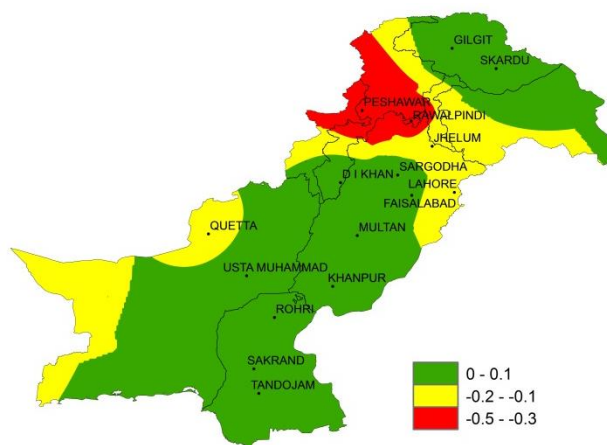 GILGIT
SKARDU
PESHAWAR
RAWALPINDI
JHELUM
SARGODHA
D I KHAN
LAHORE
FAISALABAD
QUETTA
MULTAN
USTA MUHAMMAD
KHANPUR
ROHRI
SAKRAND
TANDOJAM
0 - 0.1
-0.2 - -0.1
-0.5 - -0.3